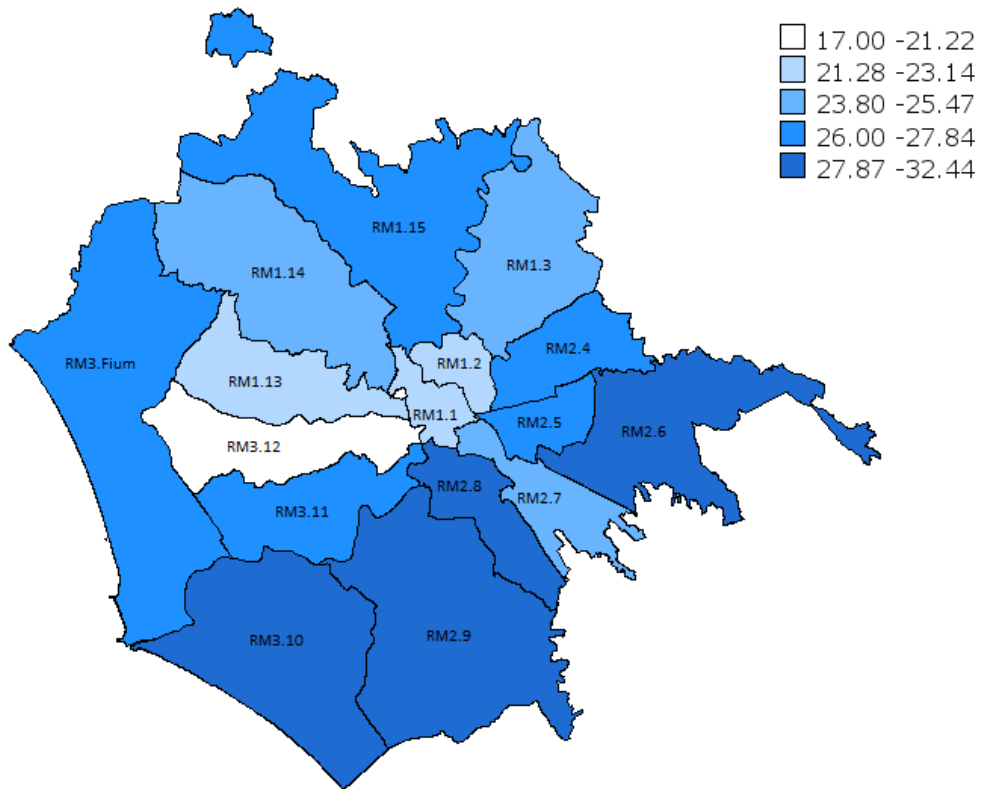 17.00 -21.22
21.28 -23.14
23.80 -25.47
26.00 -27.84
27.87 -32.44
RM1.15
RM1.3
RM1.14
RM2.4
RM3.Fium
RM1.2
RM1.13
RM1.1
RM2.5
RM2.6
RM3.12
RM2.8
RM2.7
RM3.11
RM2.9
RM3.10